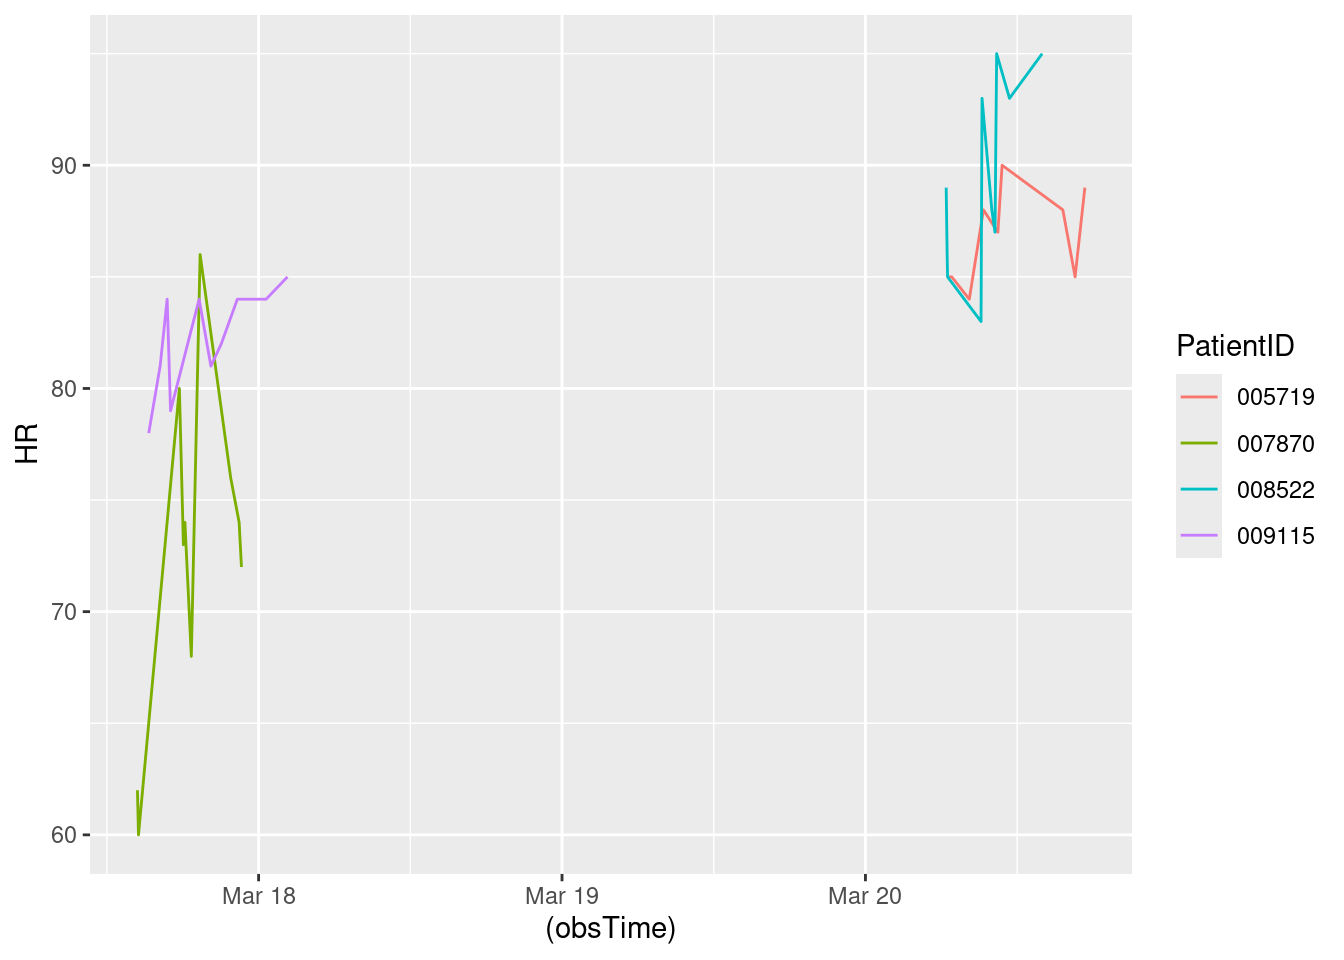 HR
90
80
70
60
Mar 18
Mar 19
Mar 20
(obsTime)
PatientID
005719
007870
008522
009115